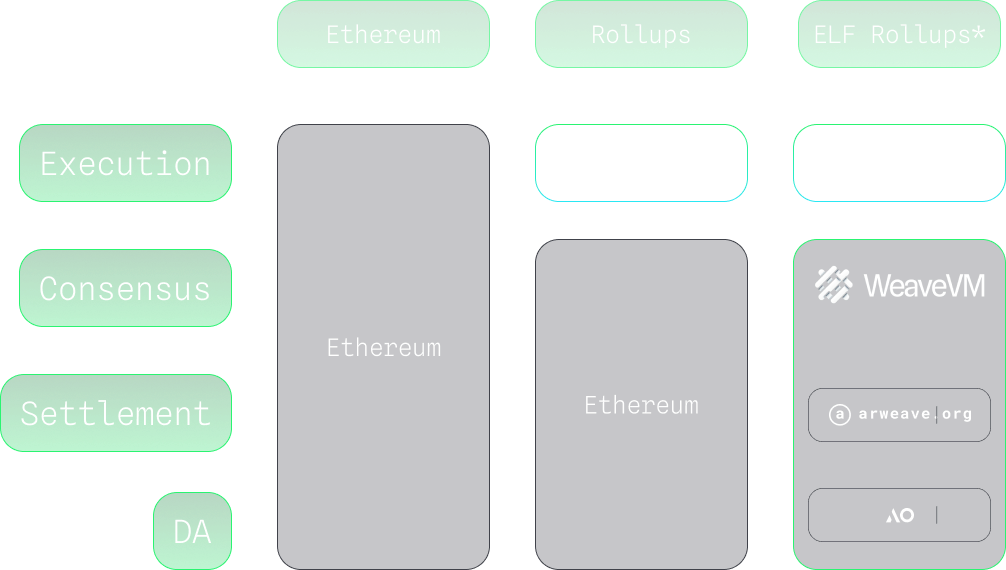 Ethereum
Rollups
ELF Rollups*
Execution
Consensus
Settlement
DA
Ethereum
Ethereum
WeaveVM
a arweave.org
AO